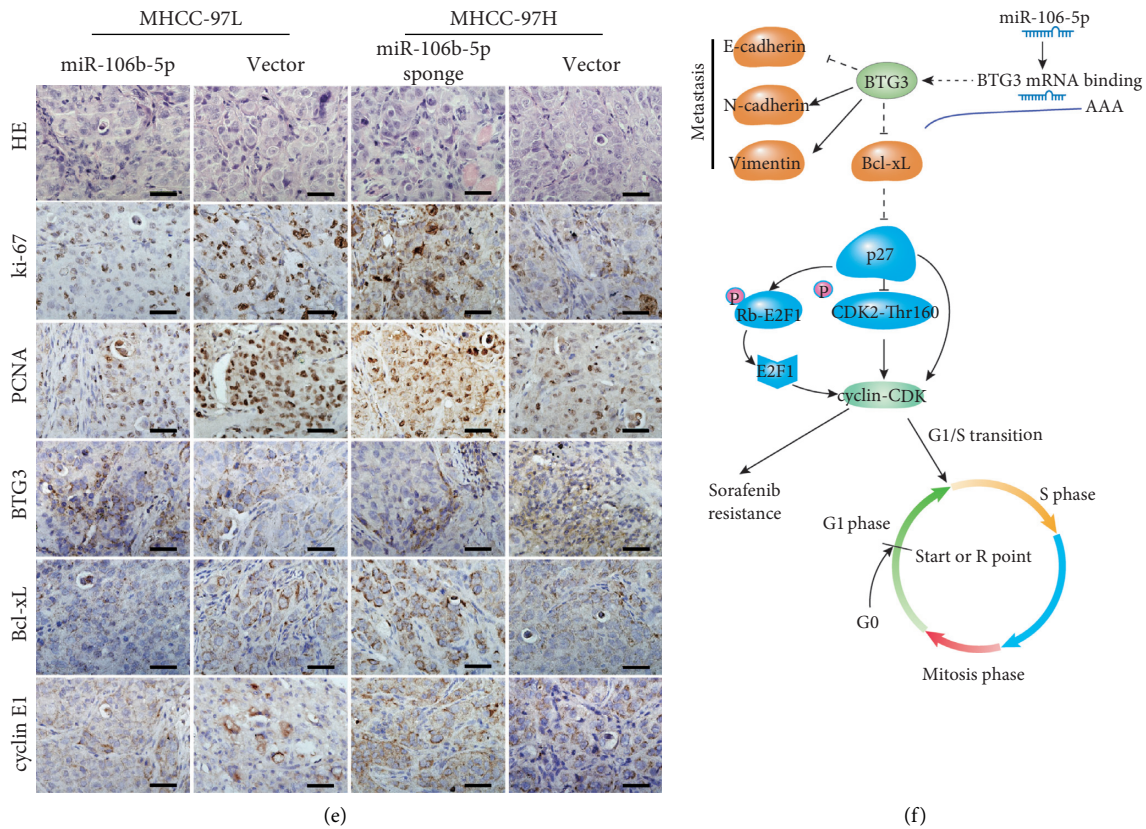 MHCC-97L
MHCC-97H
miR-106b-5p
Vector
miR-106b-5p
sponge
Vector
HE
ki-67
PCNA
BTG3
Bcl-xL
cyclin E1
(e)
miR-106-5p
E-cadherin
BTG3
BTG3 mRNA binding
Metastasis
N-cadherin
AAA
Vimentin
Bcl-xL
p27
P
P
Rb-E2F1
CDK2-Thr160
E2F1
cyclin-CDK
G1/S transition
Sorafenib
resistance
S phase
G1 phase
Start or R point
G0
Mitosis phase
(f)